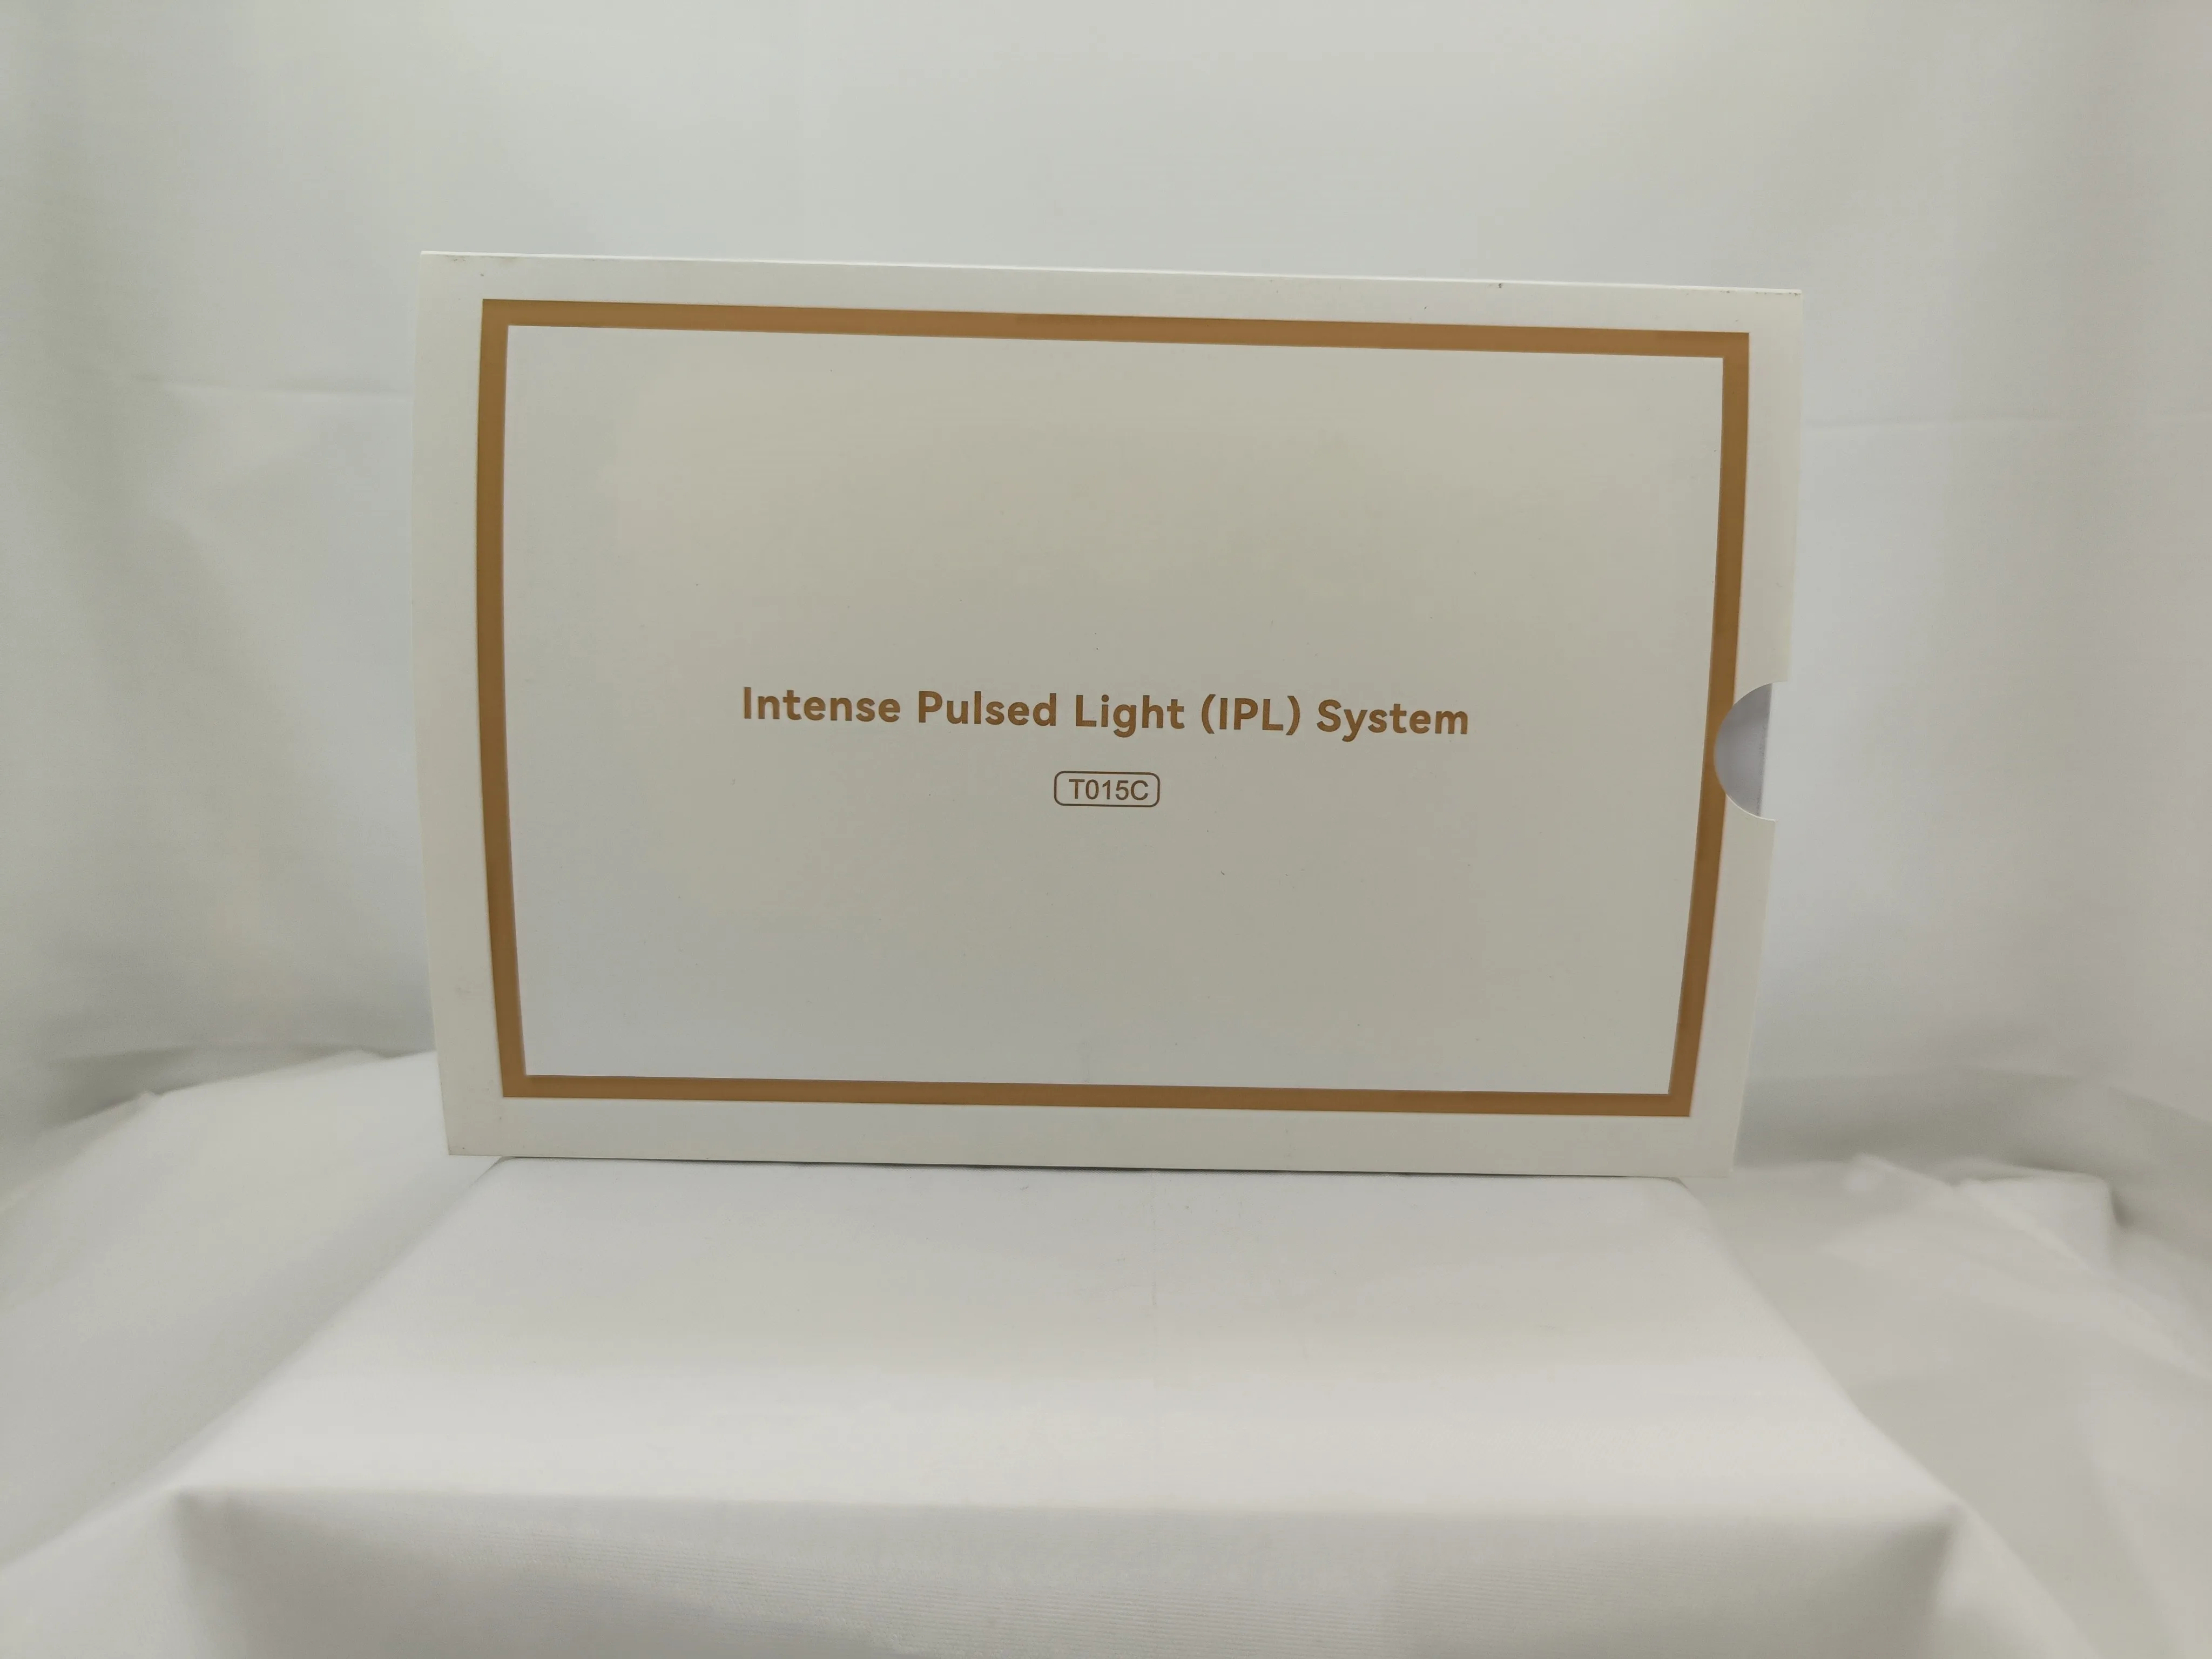 Intense Pulsed Light (IPL) System
T015C